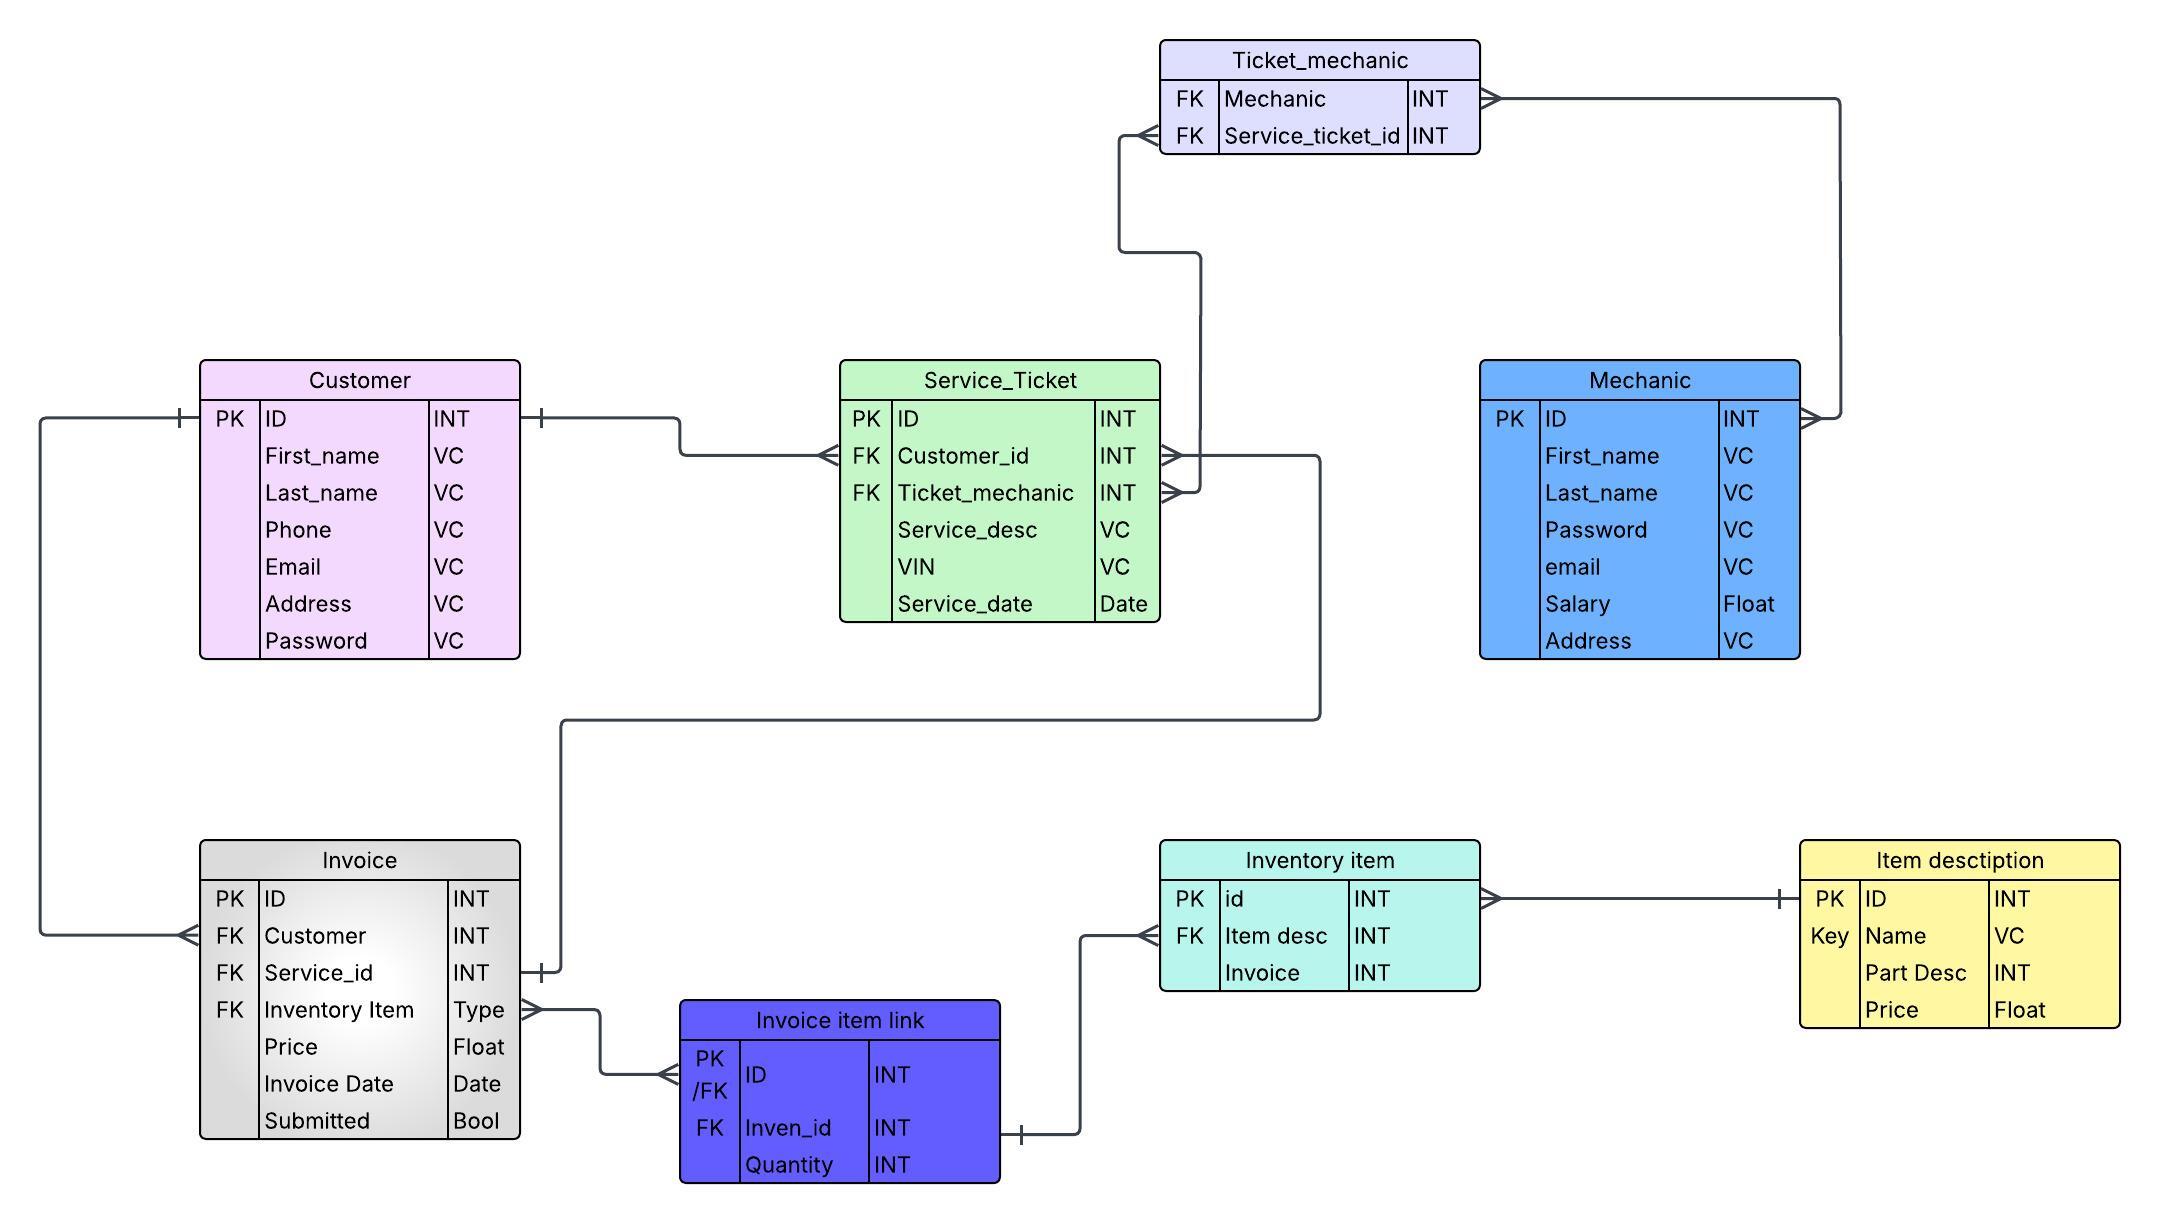 Ticket_mechanic
FK Mechanic INT
FK Service_ticket_id INT
Customer
PK ID INT
First_name VC
Last_name VC
Phone VC
Email VC
Address VC
Password VC
Service_Ticket
PK ID INT
FK Customer_id INT
FK Ticket_mechanic INT
Service_desc VC
VIN VC
Service_date Date
Mechanic
PK ID INT
First_name VC
Last_name VC
Password VC
email VC
Salary Float
Address VC
Invoice
PK ID INT
FK Customer INT
FK Service_id INT
FK Inventory Item Type
Price Float
Invoice Date Date
Submitted Bool
Invoice item link
PK
/FK ID INT
FK Inven_id INT
Quantity INT
Inventory item
PK id INT
FK Item desc INT
Invoice INT
Item desctiption
PK ID INT
Key Name VC
Part Desc INT
Price Float